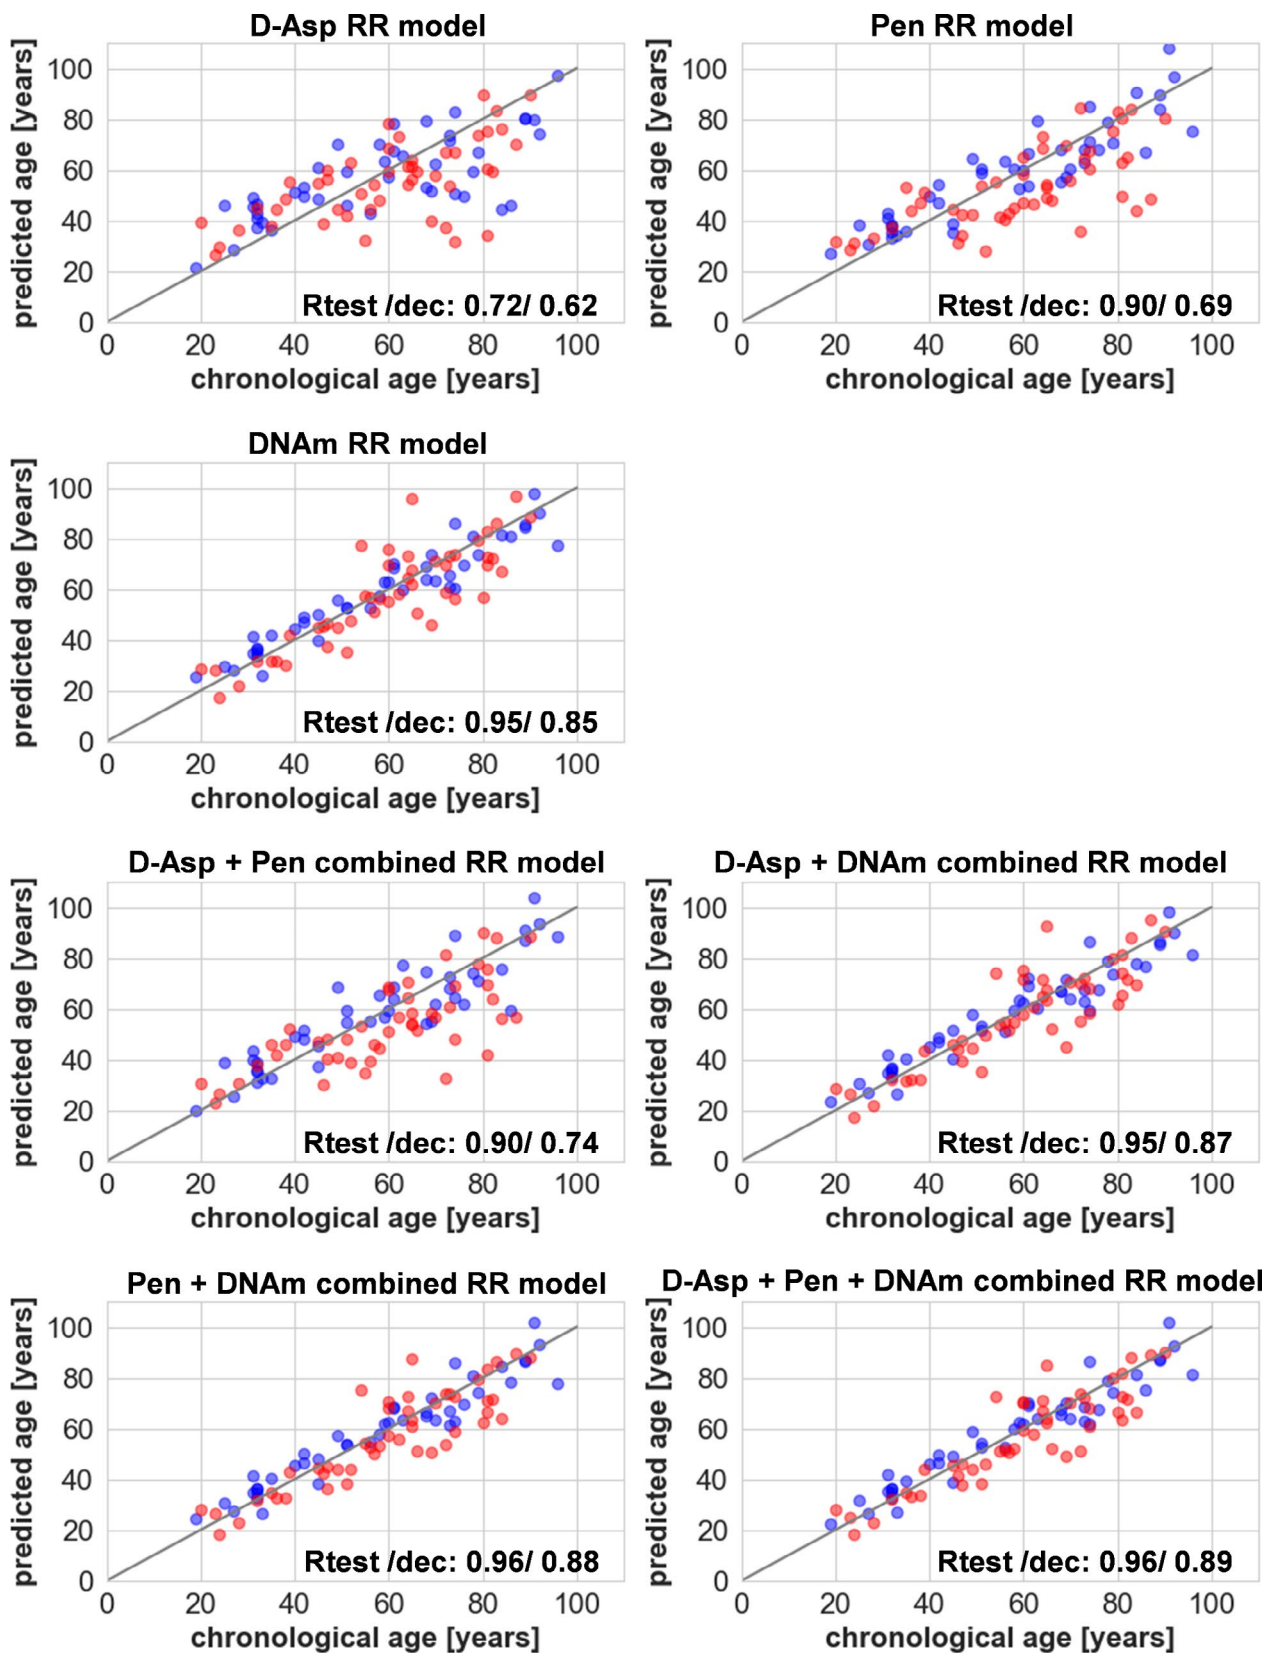 D-Asp RR model
predicted age [years]
100
80
60
40
20
0
Rtest /dec: 0.72/ 0.62
0 20 40 60 80 100
chronological age [years]
Pen RR model
predicted age [years]
100
80
60
40
20
0
Rtest /dec: 0.90/ 0.69
0 20 40 60 80 100
chronological age [years]
DNAm RR model
predicted age [years]
100
80
60
40
20
0
Rtest /dec: 0.95/ 0.85
0 20 40 60 80 100
chronological age [years]
D-Asp + Pen combined RR model
predicted age [years]
100
80
60
40
20
0
Rtest /dec: 0.90/ 0.74
0 20 40 60 80 100
chronological age [years]
D-Asp + DNAm combined RR model
predicted age [years]
100
80
60
40
20
0
Rtest /dec: 0.95/ 0.87
0 20 40 60 80 100
chronological age [years]
Pen + DNAm combined RR model
predicted age [years]
100
80
60
40
20
0
Rtest /dec: 0.96/ 0.88
0 20 40 60 80 100
chronological age [years]
D-Asp + Pen + DNAm combined RR model
predicted age [years]
100
80
60
40
20
0
Rtest /dec: 0.96/ 0.89
0 20 40 60 80 100
chronological age [years]